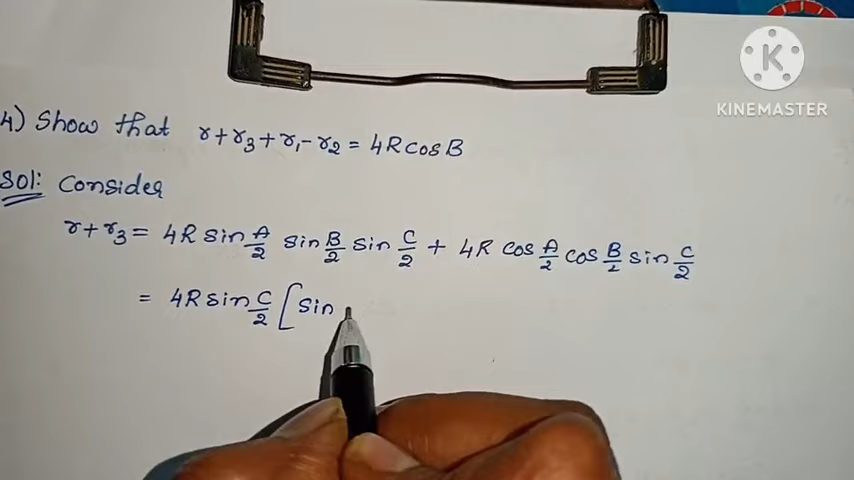 K
KINEMASTER
4) Show that r+r₃+r₁-r₂ = 4R cosB
Sol: Consider
r+r₃ = 4R sin A/2 sin B/2 sin C/2 + 4R cos A/2 cos B/2 sin C/2
= 4R sin C/2 [ sin